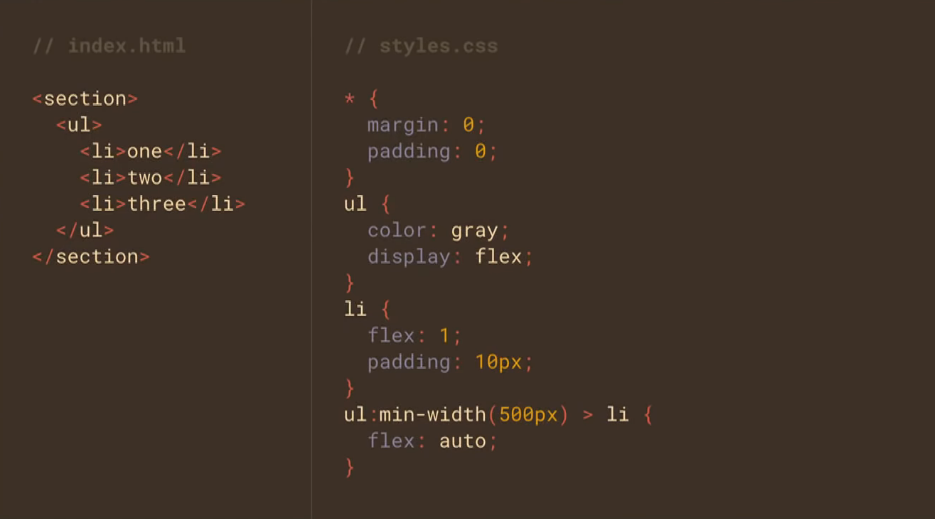 // index.html
<section>
  <ul>
    <li>one</li>
    <li>two</li>
    <li>three</li>
  </ul>
</section>
// styles.css
* {
  margin: 0;
  padding: 0;
}
ul {
  color: gray;
  display: flex;
}
li {
  flex: 1;
  padding: 10px;
}
ul:min-width(500px) > li {
  flex: auto;
}